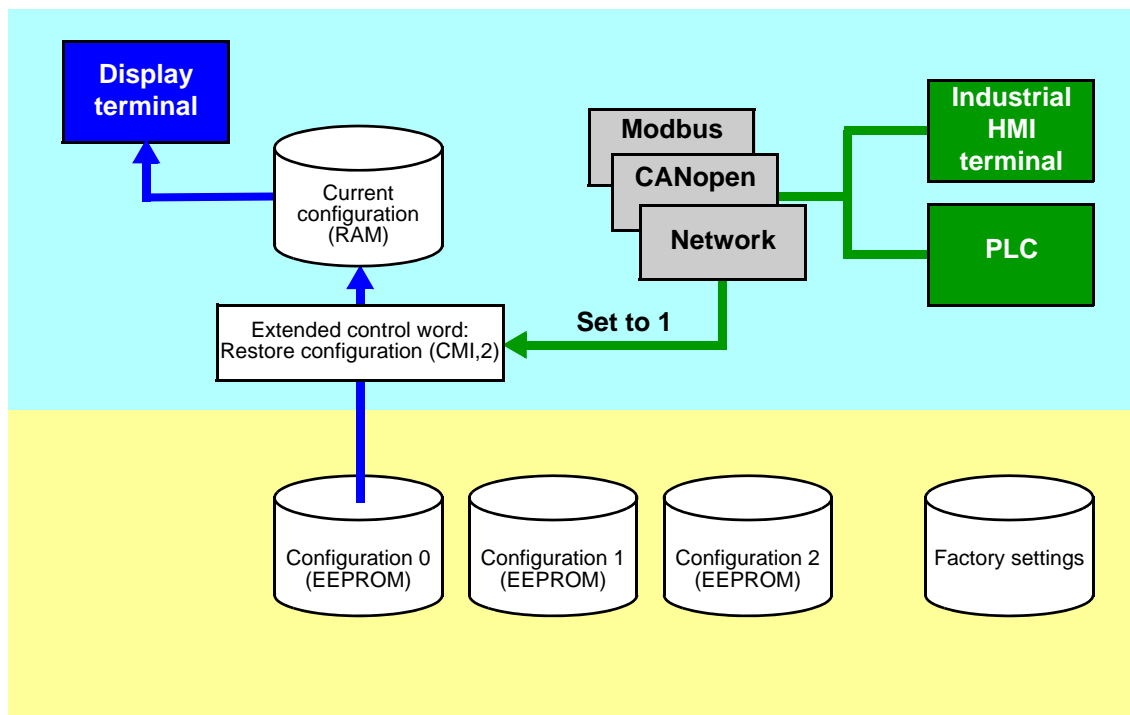 Display
terminal
Current
configuration
(RAM)
Modbus
CANopen
Network
Industrial
HMI
terminal
PLC
Extended control word:
Restore configuration (CMI,2)
Set to 1
Configuration 0
(EEPROM)
Configuration 1
(EEPROM)
Configuration 2
(EEPROM)
Factory settings